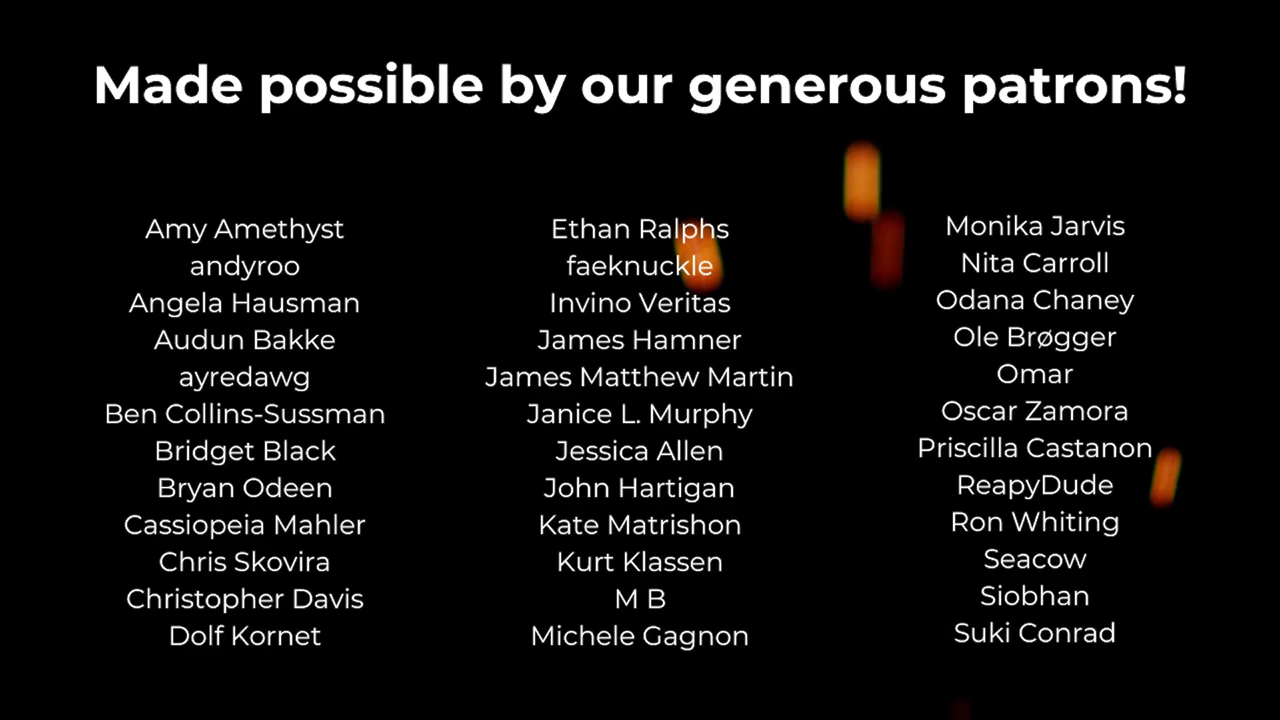 Made possible by our generous patrons!
Amy Amethyst
andyroo
Angela Hausman
Audun Bakke
ayredawg
Ben Collins-Sussman
Bridget Black
Bryan Odeen
Cassiopeia Mahler
Chris Skovira
Christopher Davis
Dolf Kornet
Ethan Ralphs
faeknuckle
Invino Veritas
James Hamner
James Matthew Martin
Janice L. Murphy
Jessica Allen
John Hartigan
Kate Matrishon
Kurt Klassen
M B
Michele Gagnon
Monika Jarvis
Nita Carroll
Odana Chaney
Ole Brøgger
Omar
Oscar Zamora
Priscilla Castanon
ReapyDude
Ron Whiting
Seacow
Siobhan
Suki Conrad